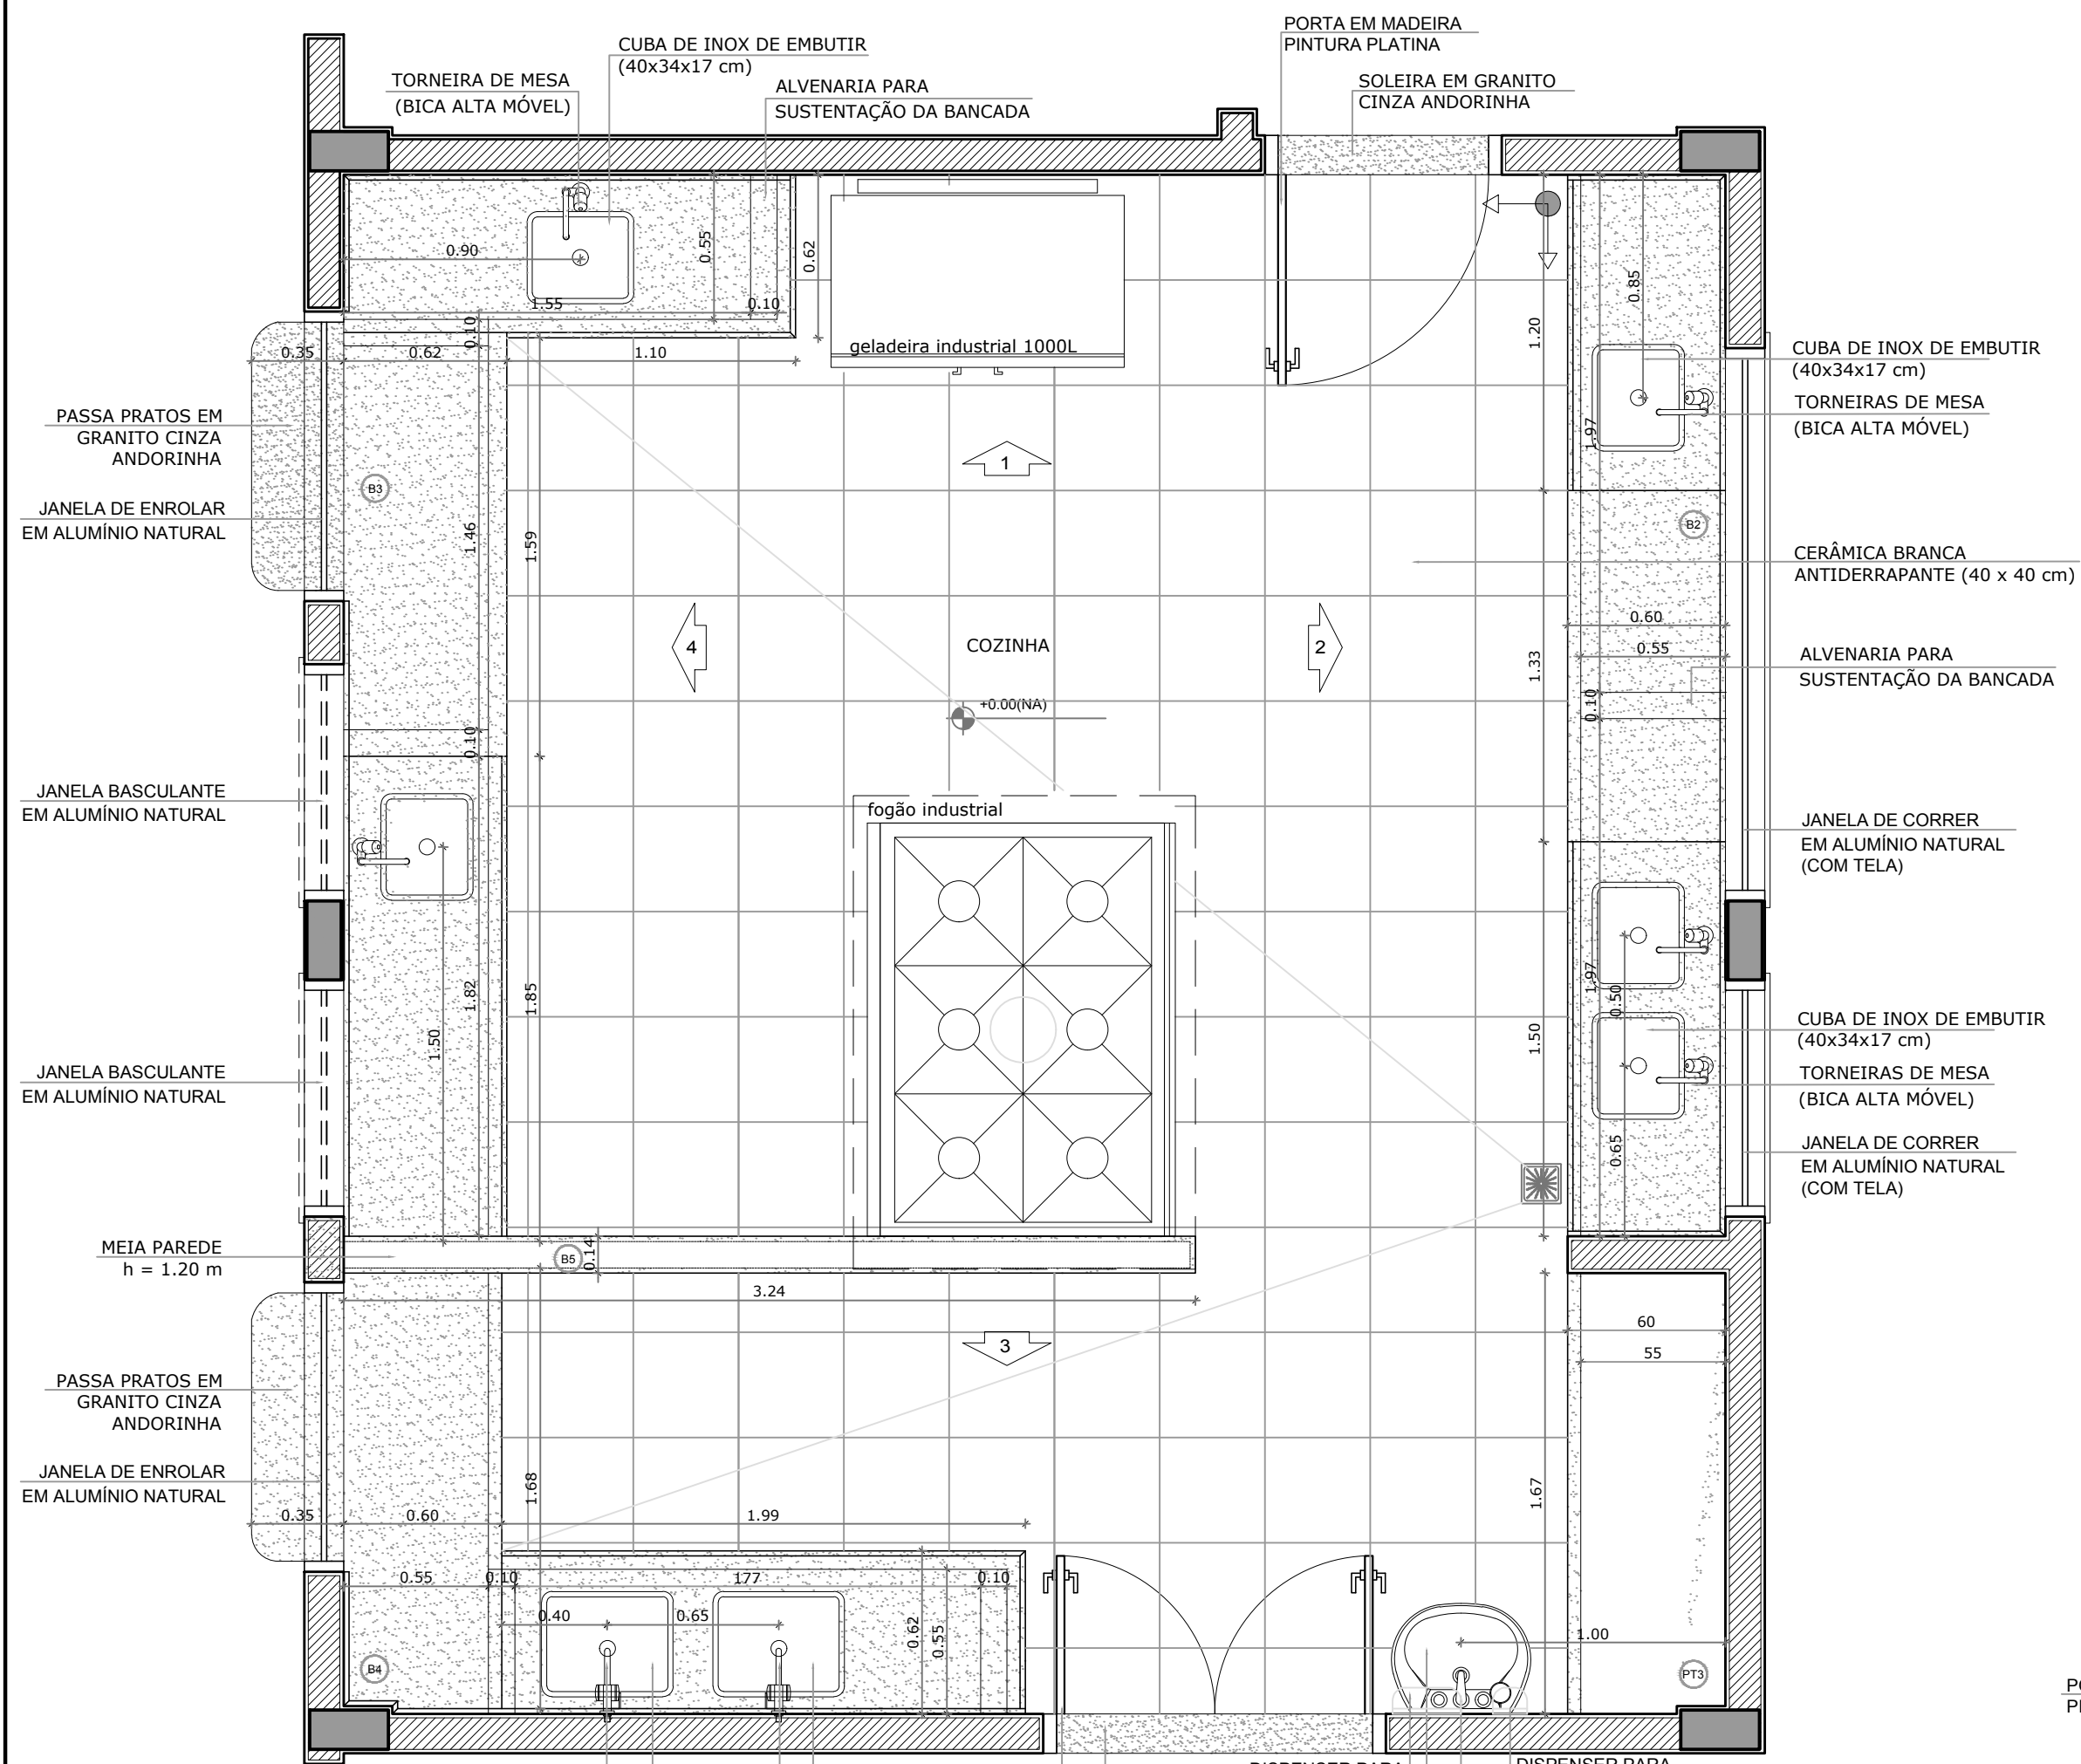 PORTA EM MADEIRA
PINTURA PLATINA
CUBA DE INOX DE EMBUTIR
(40x34x17 cm)
TORNEIRA DE MESA
(BICA ALTA MÓVEL)
ALVENARIA PARA
SUSTENTAÇÃO DA BANCADA
SOLEIRA EM GRANITO
CINZA ANDORINHA
0.90
0.55
0.62
1.55
0.10
0.85
0.10
1.20
0.35
0.62
1.10
geladeira industrial 1000L
CUBA DE INOX DE EMBUTIR
(40x34x17 cm)
TORNEIRAS DE MESA
(BICA ALTA MÓVEL)
PASSA PRATOS EM
GRANITO CINZA
ANDORINHA
1.97
1
B3
JANELA DE ENROLAR
EM ALUMÍNIO NATURAL
1.46
1.59
B2
CERÂMICA BRANCA
ANTIDERRAPANTE (40 x 40 cm)
0.60
4
COZINHA
2
0.55
1.33
ALVENARIA PARA
SUSTENTAÇÃO DA BANCADA
+0.00(NA)
0.10
0.10
JANELA BASCULANTE
EM ALUMÍNIO NATURAL
fogão industrial
JANELA DE CORRER
EM ALUMÍNIO NATURAL
(COM TELA)
1.82
1.85
1.50
1.97
0.50
1.50
CUBA DE INOX DE EMBUTIR
(40x34x17 cm)
JANELA BASCULANTE
EM ALUMÍNIO NATURAL
TORNEIRAS DE MESA
(BICA ALTA MÓVEL)
0.65
JANELA DE CORRER
EM ALUMÍNIO NATURAL
(COM TELA)
MEIA PAREDE
h = 1.20 m
B5
0.14
3.24
60
3
55
PASSA PRATOS EM
GRANITO CINZA
ANDORINHA
JANELA DE ENROLAR
EM ALUMÍNIO NATURAL
1.68
1.67
0.35
0.60
1.99
0.55
0.10
177
0.10
0.40
0.65
0.62
0.55
1.00
B4
PT3
DISPENSER PARA
DISPENSER PARA